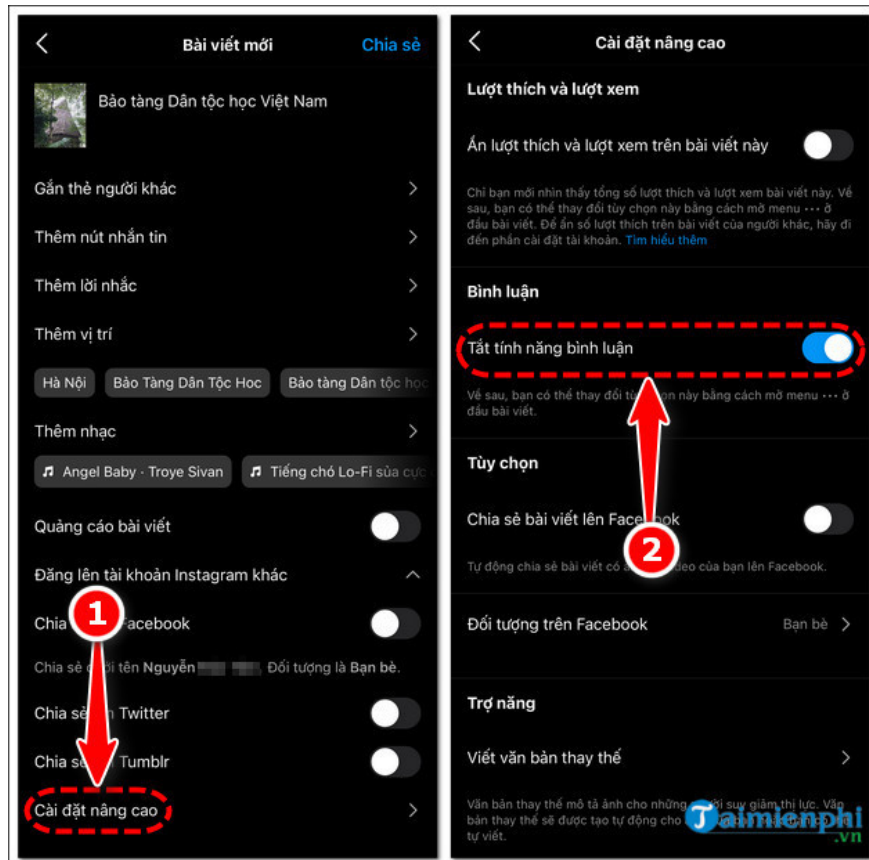 Bài viết mới
Chia sẻ
Bảo tàng Dân tộc học Việt Nam
Gắn thẻ người khác
Thêm nút nhắn tin
Thêm lời nhắc
Thêm vị trí
Hà Nội
Bảo Tàng Dân Tộc Hoc
Bảo tàng Dân tộc học
Thêm nhạc
Angel Baby · Troye Sivan
Tiếng chó Lo-Fi sủa cực
Quảng cáo bài viết
Đăng lên tài khoản Instagram khác
Chia
1
Facebook
Chia sẻ
tên Nguyễn
, Đối tượng là Bạn bè.
Chia sẻ
Twitter
Chia sẻ
Tumblr
Cài đặt nâng cao
Cài đặt nâng cao
Lượt thích và lượt xem
Ẩn lượt thích và lượt xem trên bài viết này
Chỉ bạn mới nhìn thấy tổng số lượt thích và lượt xem bài viết này. Về
sau, bạn có thể thay đổi tùy chọn này bằng cách mở menu ··· ở
đầu bài viết. Để ẩn số lượt thích trên bài viết của người khác, hãy đi
đến phần cài đặt tài khoản. Tìm hiểu thêm
Bình luận
Tắt tính năng bình luận
Về sau, bạn có thể thay đổi
này bằng cách mở menu ··· ở
đầu bài viết.
Tùy chọn
Chia sẻ bài viết lên Facebook
2
Tự động chia sẻ bài viết có
của bạn lên Facebook.
Đối tượng trên Facebook
Bạn bè
Trợ năng
Viết văn bản thay thế
Văn bản thay thế mô tả ảnh cho những
suy giảm thị lực. Văn
bản thay thế sẽ được tạo tự động cho
tự viết.
Taimienphi
.vn